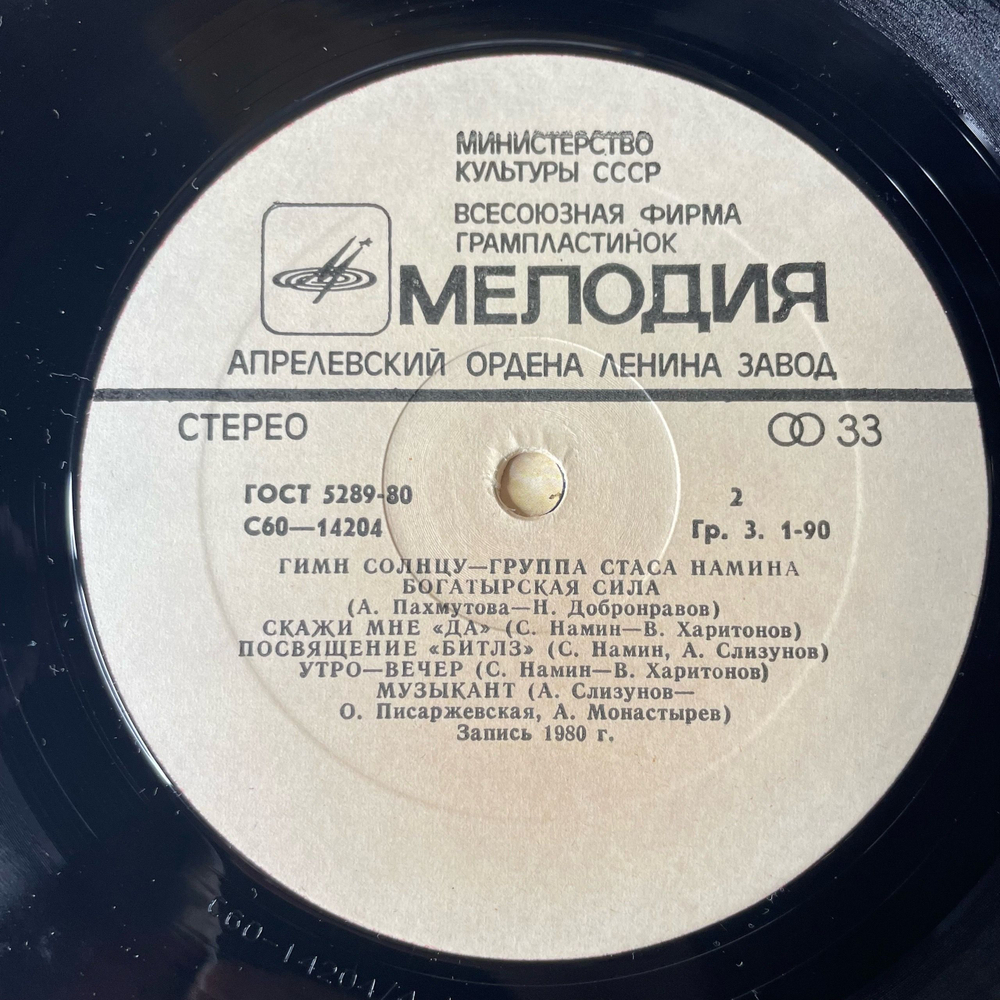 МИНИСТЕРСТВО
КУЛЬТУРЫ СССР
ВСЕСОЮЗНАЯ ФИРМА
ГРАМПЛАСТИНОК
МЕЛОДИЯ
АПРЕЛЕВСКИЙ ОРДЕНА ЛЕНИНА ЗАВОД
СТЕРЕО 33
ГОСТ 5289-80 2
С60—14204 Гр. 3. 1-90
ГИМН СОЛНЦУ—ГРУППА СТАСА НАМИНА
БОГАТЫРСКАЯ СИЛА
(А. Пахмутова—Н. Добронравов)
СКАЖИ МНЕ «ДА» (С. Намин—В. Харитонов)
ПОСВЯЩЕНИЕ «БИТЛЗ» (С. Намин, А. Слизунов)
УТРО—ВЕЧЕР (С. Намин—В. Харитонов)
МУЗЫКАНТ (А. Слизунов—
О. Писаржевская, А. Монастырев)
Запись 1980 г.